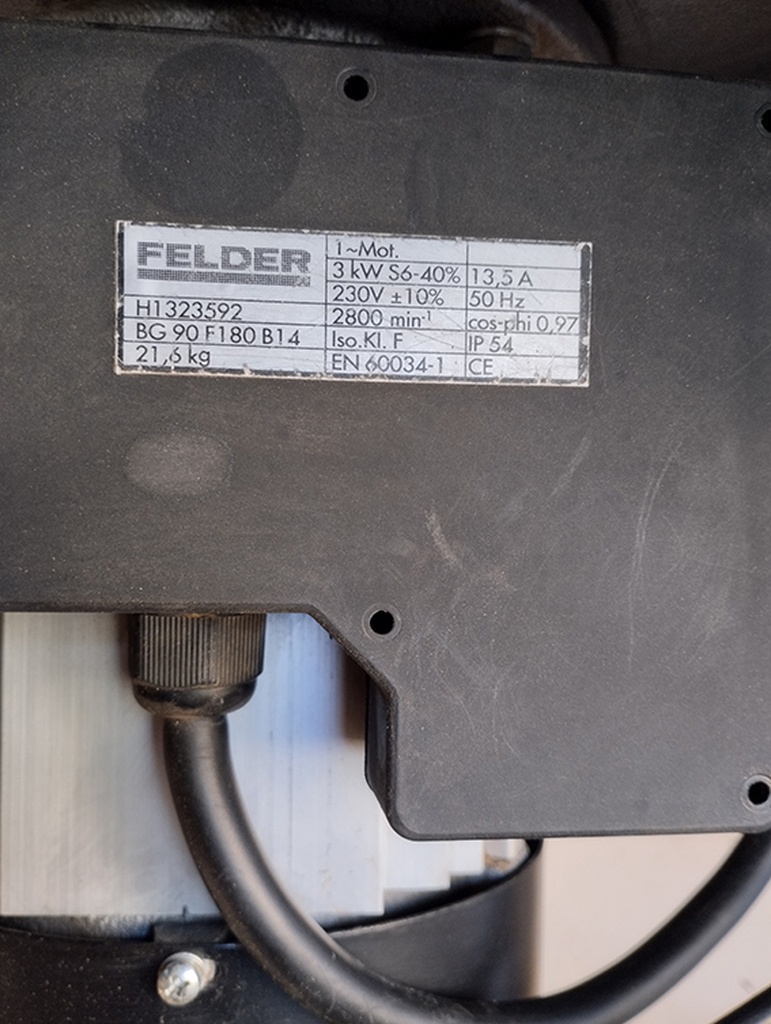 FELDER
H1323592
BG 90 F180 B14
21,6 kg
1~Mot.
3 kW S6-40% 13,5 A
230V ±10% 50 Hz
2800 min⁻¹ cos-phi 0,97
Iso.Kl. F IP 54
EN 60034-1 CE